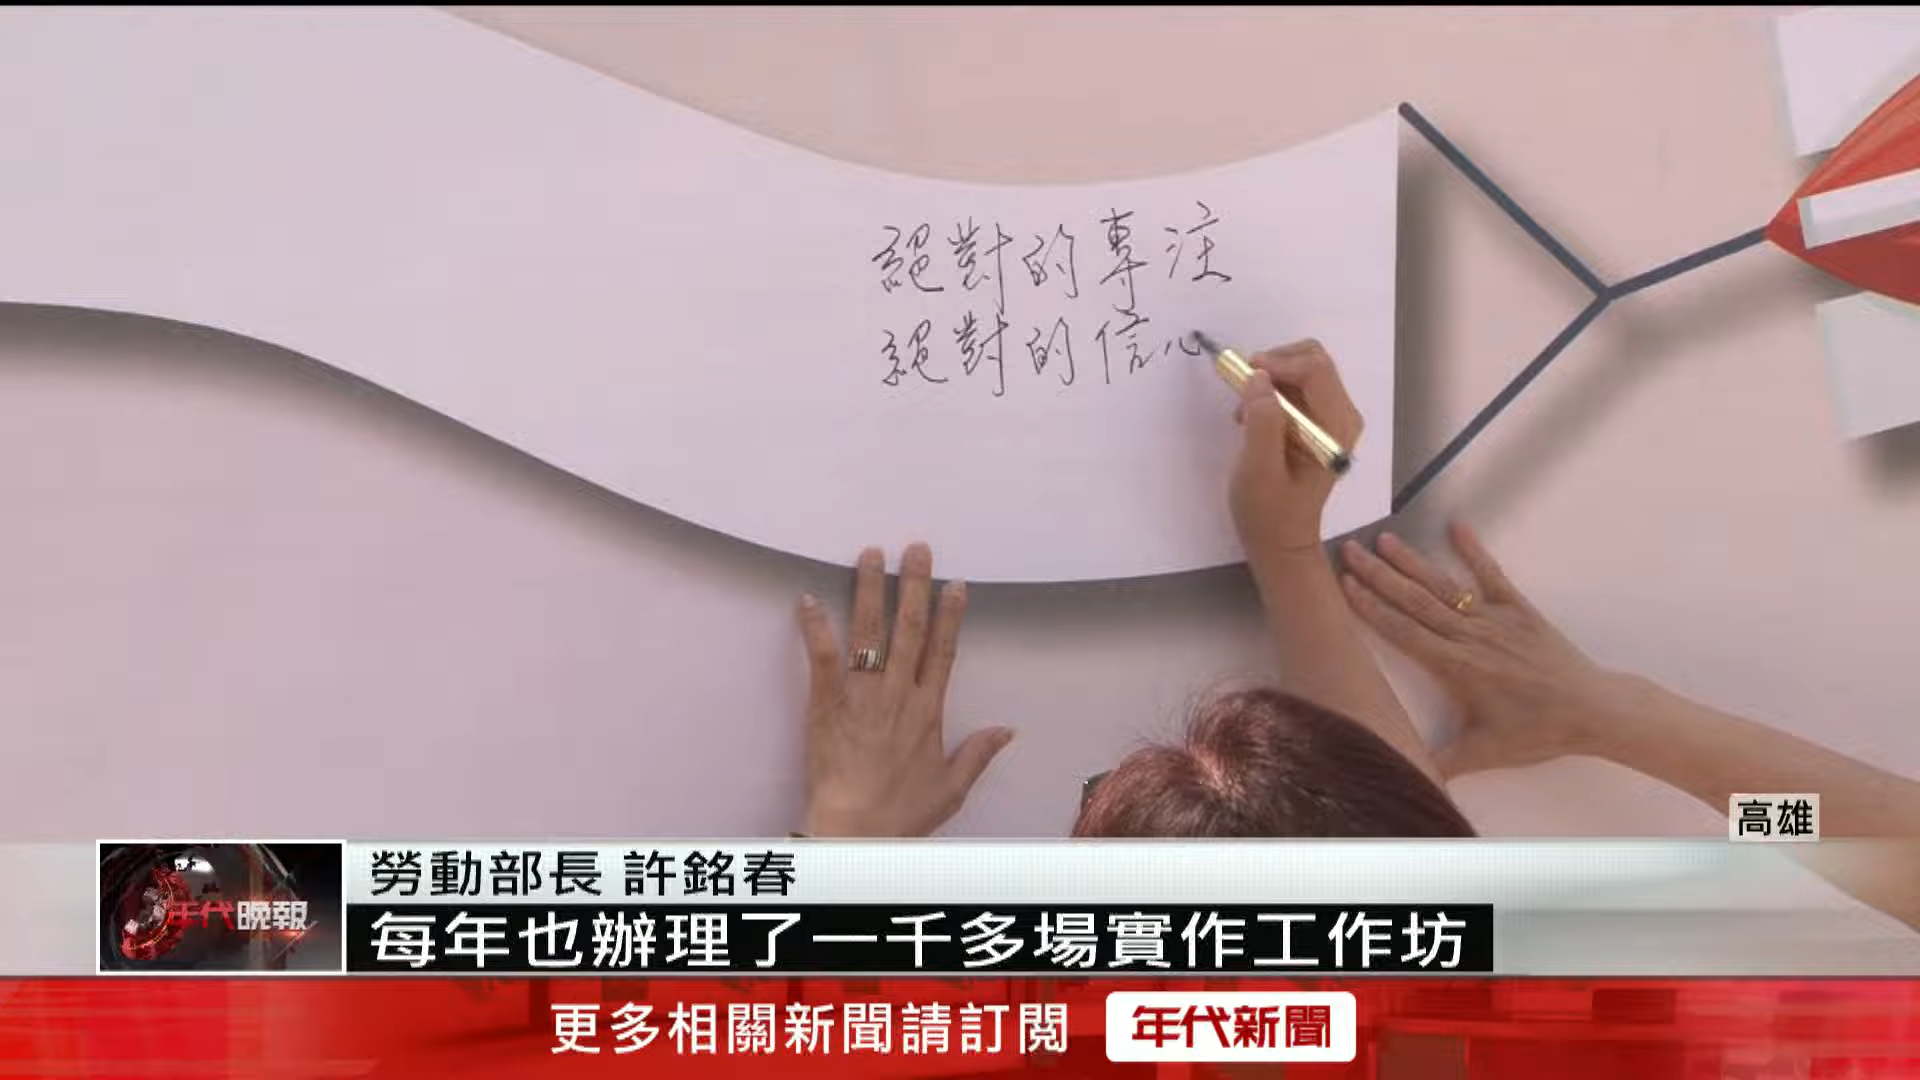 絕對的專注
絕對的信心
高雄
勞動部長 許銘春
年代晚報
每年也辦理了一千多場實作工作坊
更多相關新聞請訂閱 年代新聞